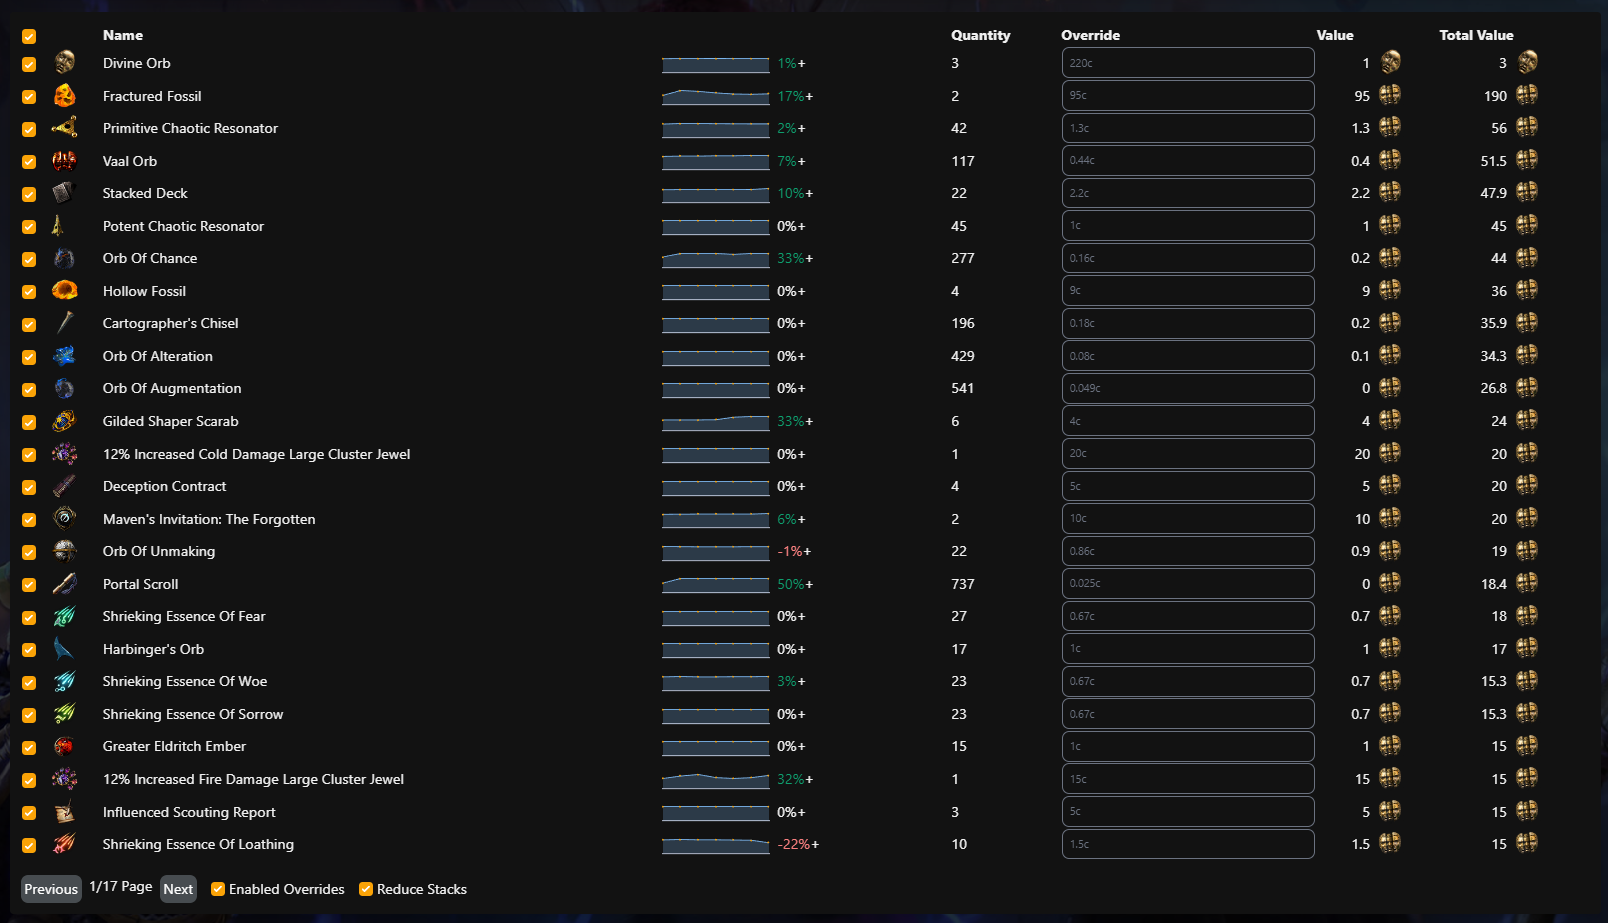 Name Quantity Override Value Total Value
Divine Orb 1%+ 3 220c 1 3
Fractured Fossil 17%+ 2 95c 95 190
Primitive Chaotic Resonator 2%+ 42 1.3c 1.3 56
Vaal Orb 7%+ 117 0.44c 0.4 51.5
Stacked Deck 10%+ 22 2.2c 2.2 47.9
Potent Chaotic Resonator 0%+ 45 1c 1 45
Orb Of Chance 33%+ 277 0.16c 0.2 44
Hollow Fossil 0%+ 4 9c 9 36
Cartographer's Chisel 0%+ 196 0.18c 0.2 35.9
Orb Of Alteration 0%+ 429 0.08c 0.1 34.3
Orb Of Augmentation 0%+ 541 0.049c 0 26.8
Gilded Shaper Scarab 33%+ 6 4c 4 24
12% Increased Cold Damage Large Cluster Jewel 0%+ 1 20c 20 20
Deception Contract 0%+ 4 5c 5 20
Maven's Invitation: The Forgotten 6%+ 2 10c 10 20
Orb Of Unmaking -1%+ 22 0.86c 0.9 19
Portal Scroll 50%+ 737 0.025c 0 18.4
Shrieking Essence Of Fear 0%+ 27 0.67c 0.7 18
Harbinger's Orb 0%+ 17 1c 1 17
Shrieking Essence Of Woe 3%+ 23 0.67c 0.7 15.3
Shrieking Essence Of Sorrow 0%+ 23 0.67c 0.7 15.3
Greater Eldritch Ember 0%+ 15 1c 1 15
12% Increased Fire Damage Large Cluster Jewel 32%+ 1 15c 15 15
Influenced Scouting Report 0%+ 3 5c 5 15
Shrieking Essence Of Loathing -22%+ 10 1.5c 1.5 15
Previous 1/17 Page Next Enabled Overrides Reduce Stacks